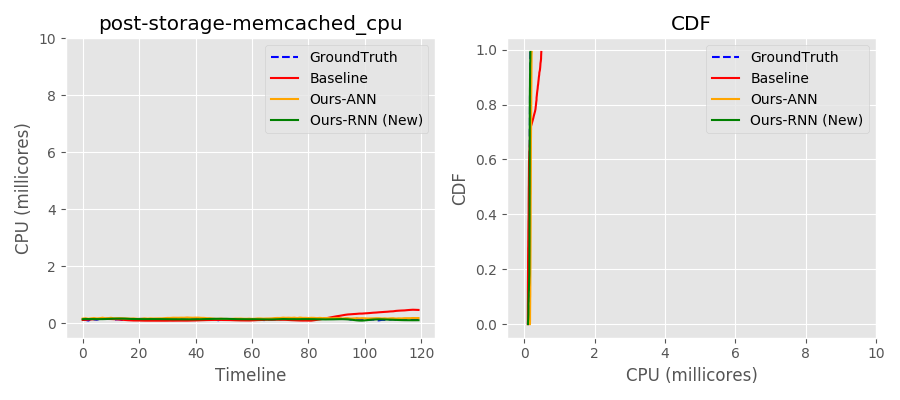 post-storage-memcached_cpu
CPU (millicores)
10
8
6
4
2
0
GroundTruth
Baseline
Ours-ANN
Ours-RNN (New)
0 20 40 60 80 100 120
Timeline
CDF
CDF
1.0
0.8
0.6
0.4
0.2
0.0
GroundTruth
Baseline
Ours-ANN
Ours-RNN (New)
0 2 4 6 8 10
CPU (millicores)